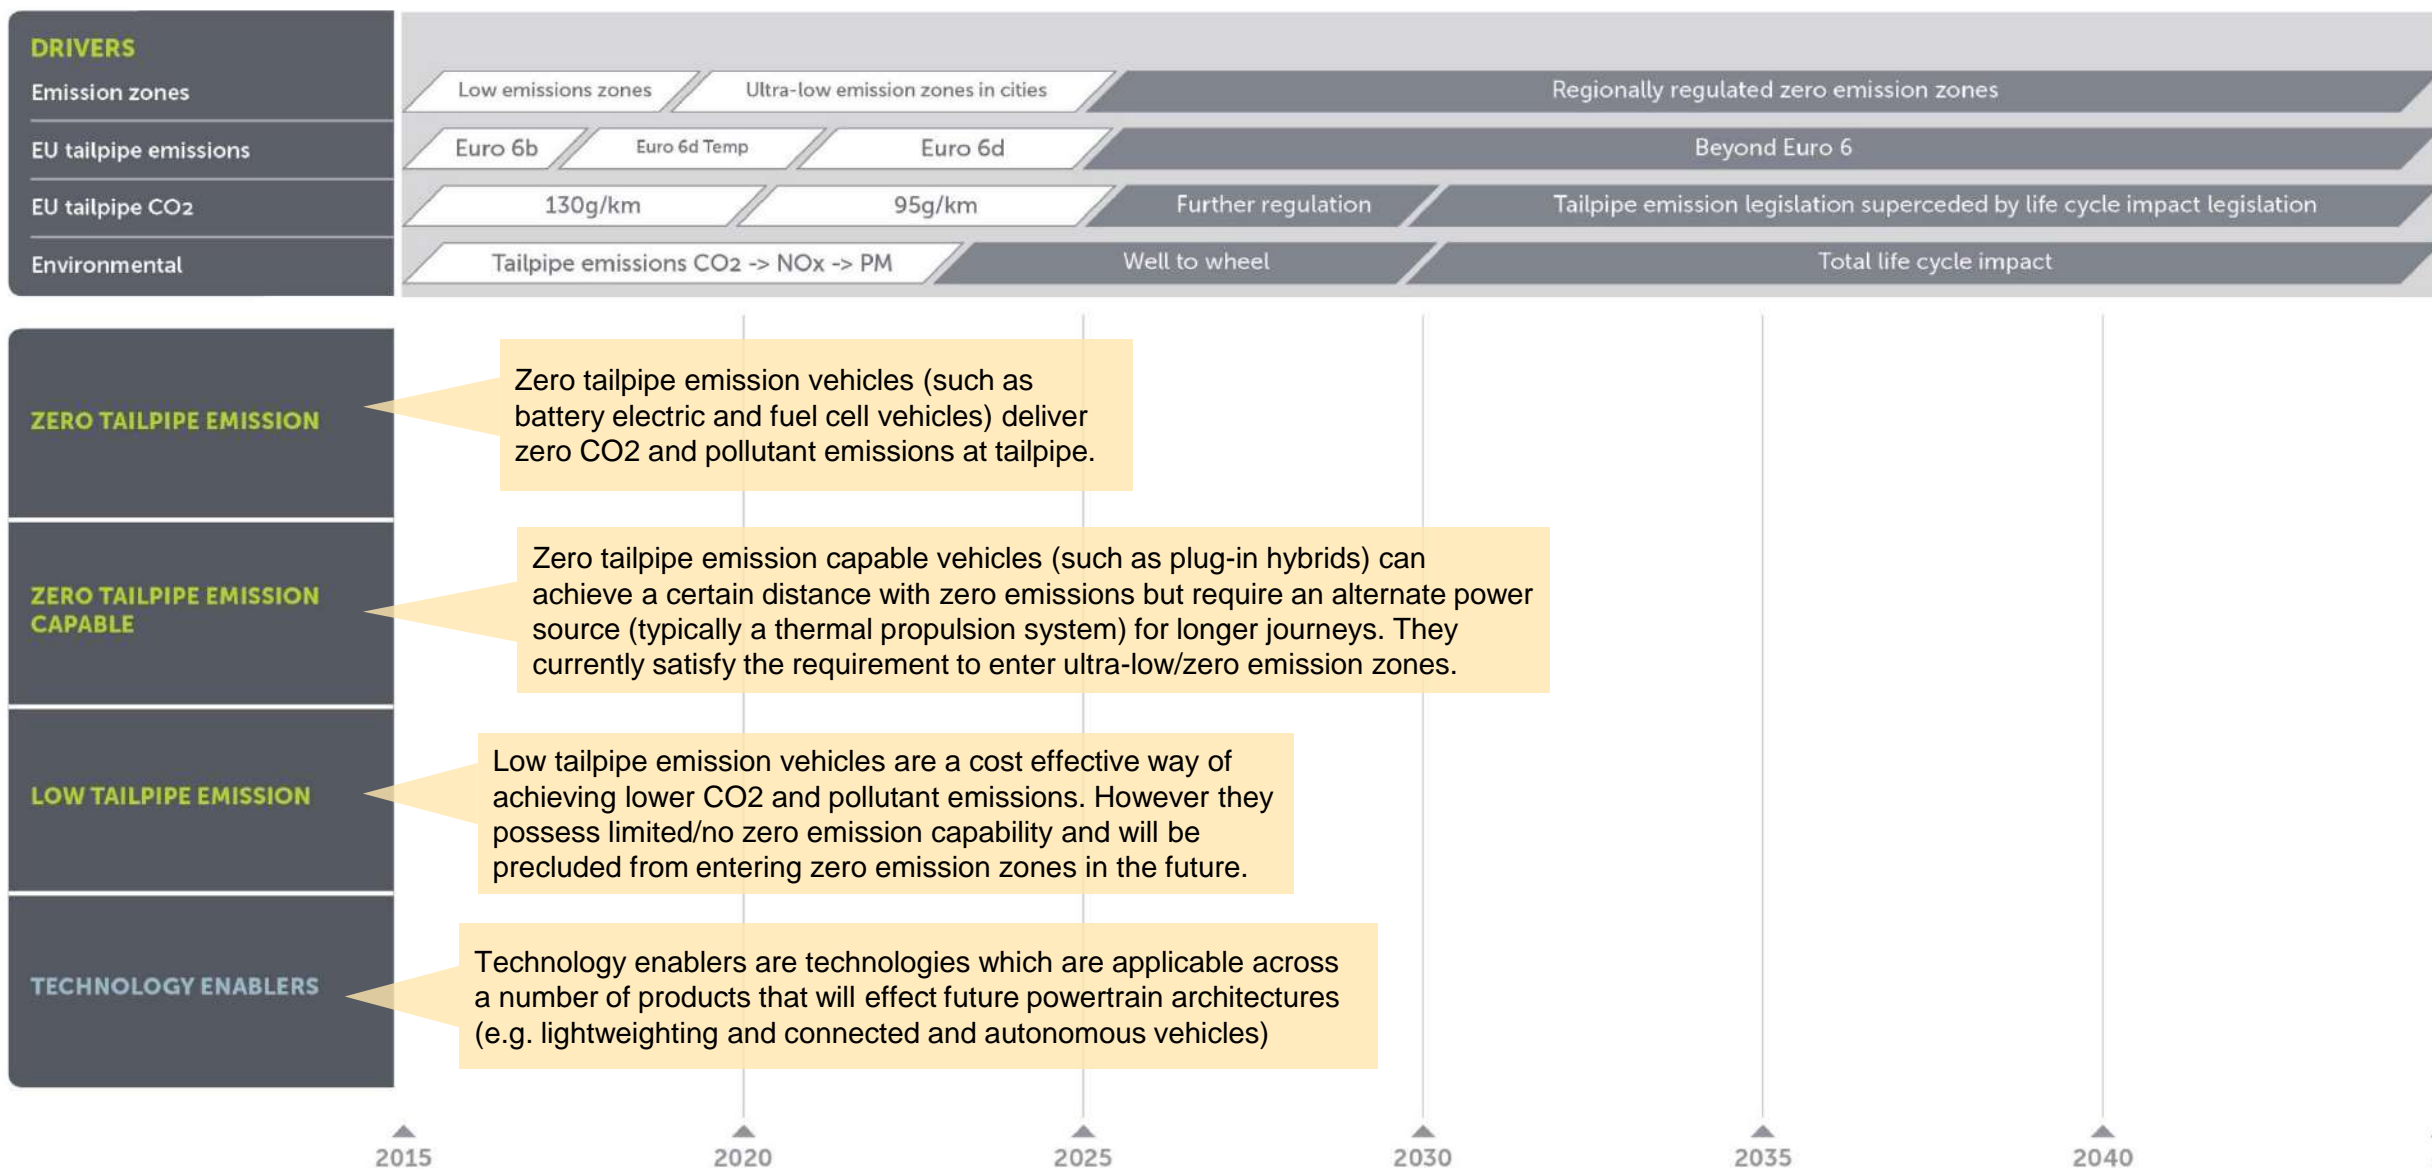 DRIVERS
Emission zones
Low emissions zones
Ultra-low emission zones in cities
Regionally regulated zero emission zones
EU tailpipe emissions
Euro 6b
Euro 6d Temp
Euro 6d
Beyond Euro 6
EU tailpipe CO2
130g/km
95g/km
Further regulation
Tailpipe emission legislation superceded by life cycle impact legislation
Environmental
Tailpipe emissions CO2 -> NOx -> PM
Well to wheel
Total life cycle impact
ZERO TAILPIPE EMISSION
Zero tailpipe emission vehicles (such as
battery electric and fuel cell vehicles) deliver
zero CO2 and pollutant emissions at tailpipe.
ZERO TAILPIPE EMISSION
CAPABLE
Zero tailpipe emission capable vehicles (such as plug-in hybrids) can
achieve a certain distance with zero emissions but require an alternate power
source (typically a thermal propulsion system) for longer journeys. They
currently satisfy the requirement to enter ultra-low/zero emission zones.
LOW TAILPIPE EMISSION
Low tailpipe emission vehicles are a cost effective way of
achieving lower CO2 and pollutant emissions. However they
possess limited/no zero emission capability and will be
precluded from entering zero emission zones in the future.
TECHNOLOGY ENABLERS
Technology enablers are technologies which are applicable across
a number of products that will effect future powertrain architectures
(e.g. lightweighting and connected and autonomous vehicles)
2015
2020
2025
2030
2035
2040